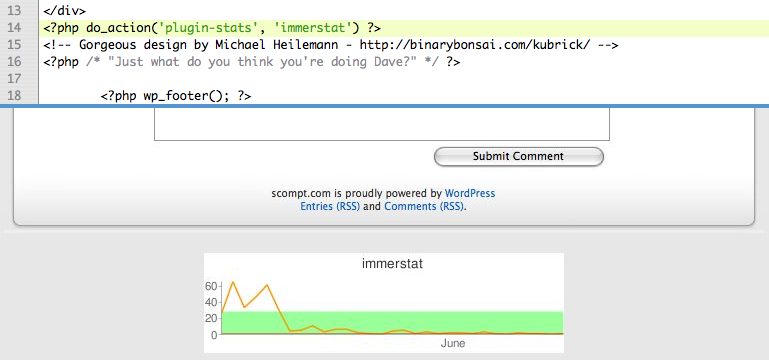 13 </div>
14 <?php do_action('plugin-stats', 'immerstat') ?>
15 <!-- Gorgeous design by Michael Heilemann - http://binarybonsai.com/kubrick/ -->
16 <?php /* "Just what do you think you're doing Dave?" */ ?>
17
18         <?php wp_footer(); ?>
Submit Comment
scompt.com is proudly powered by WordPress
Entries (RSS) and Comments (RSS).
immerstat
60
40
20
0
June